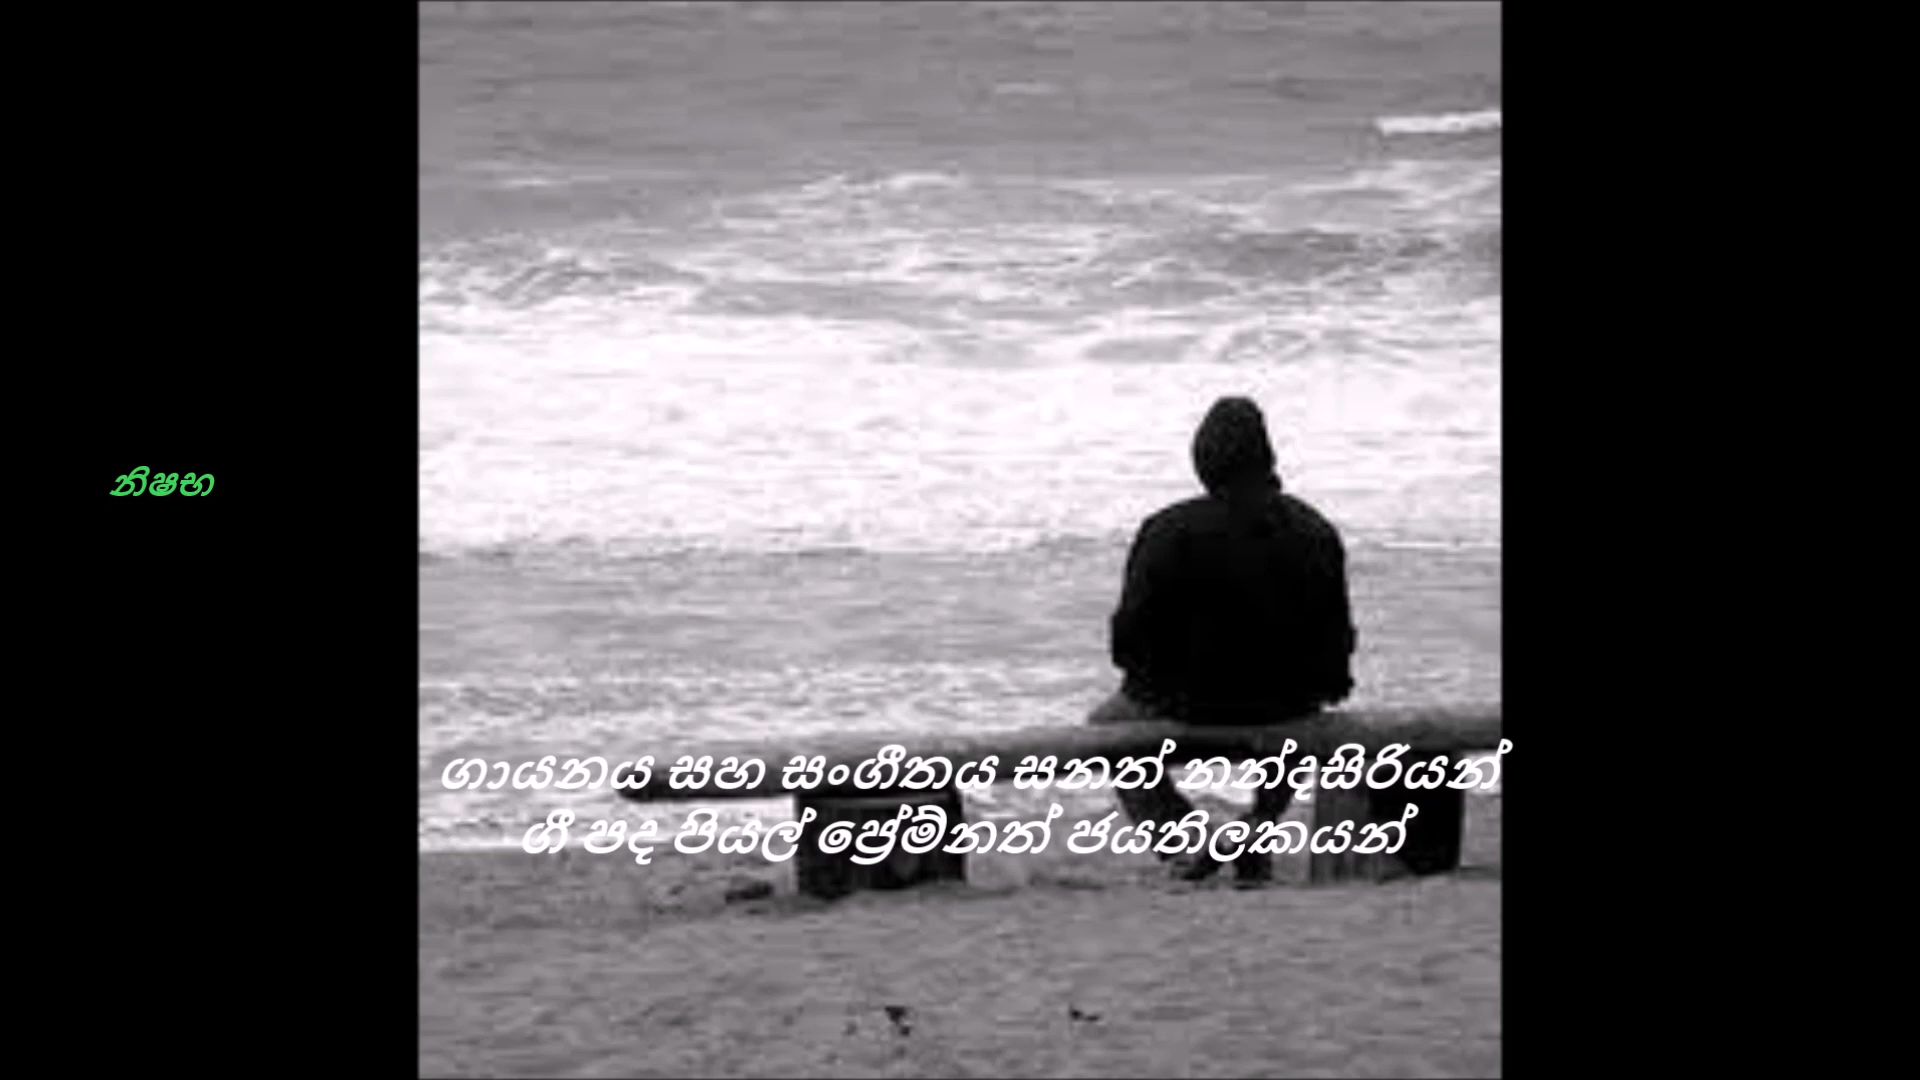 නිෂභ
ගායනය සහ සංගීතය සනත් නන්දසිරියන්
ගී පද පියල් ප්‍රේම්නත් ජයතිලකයන්